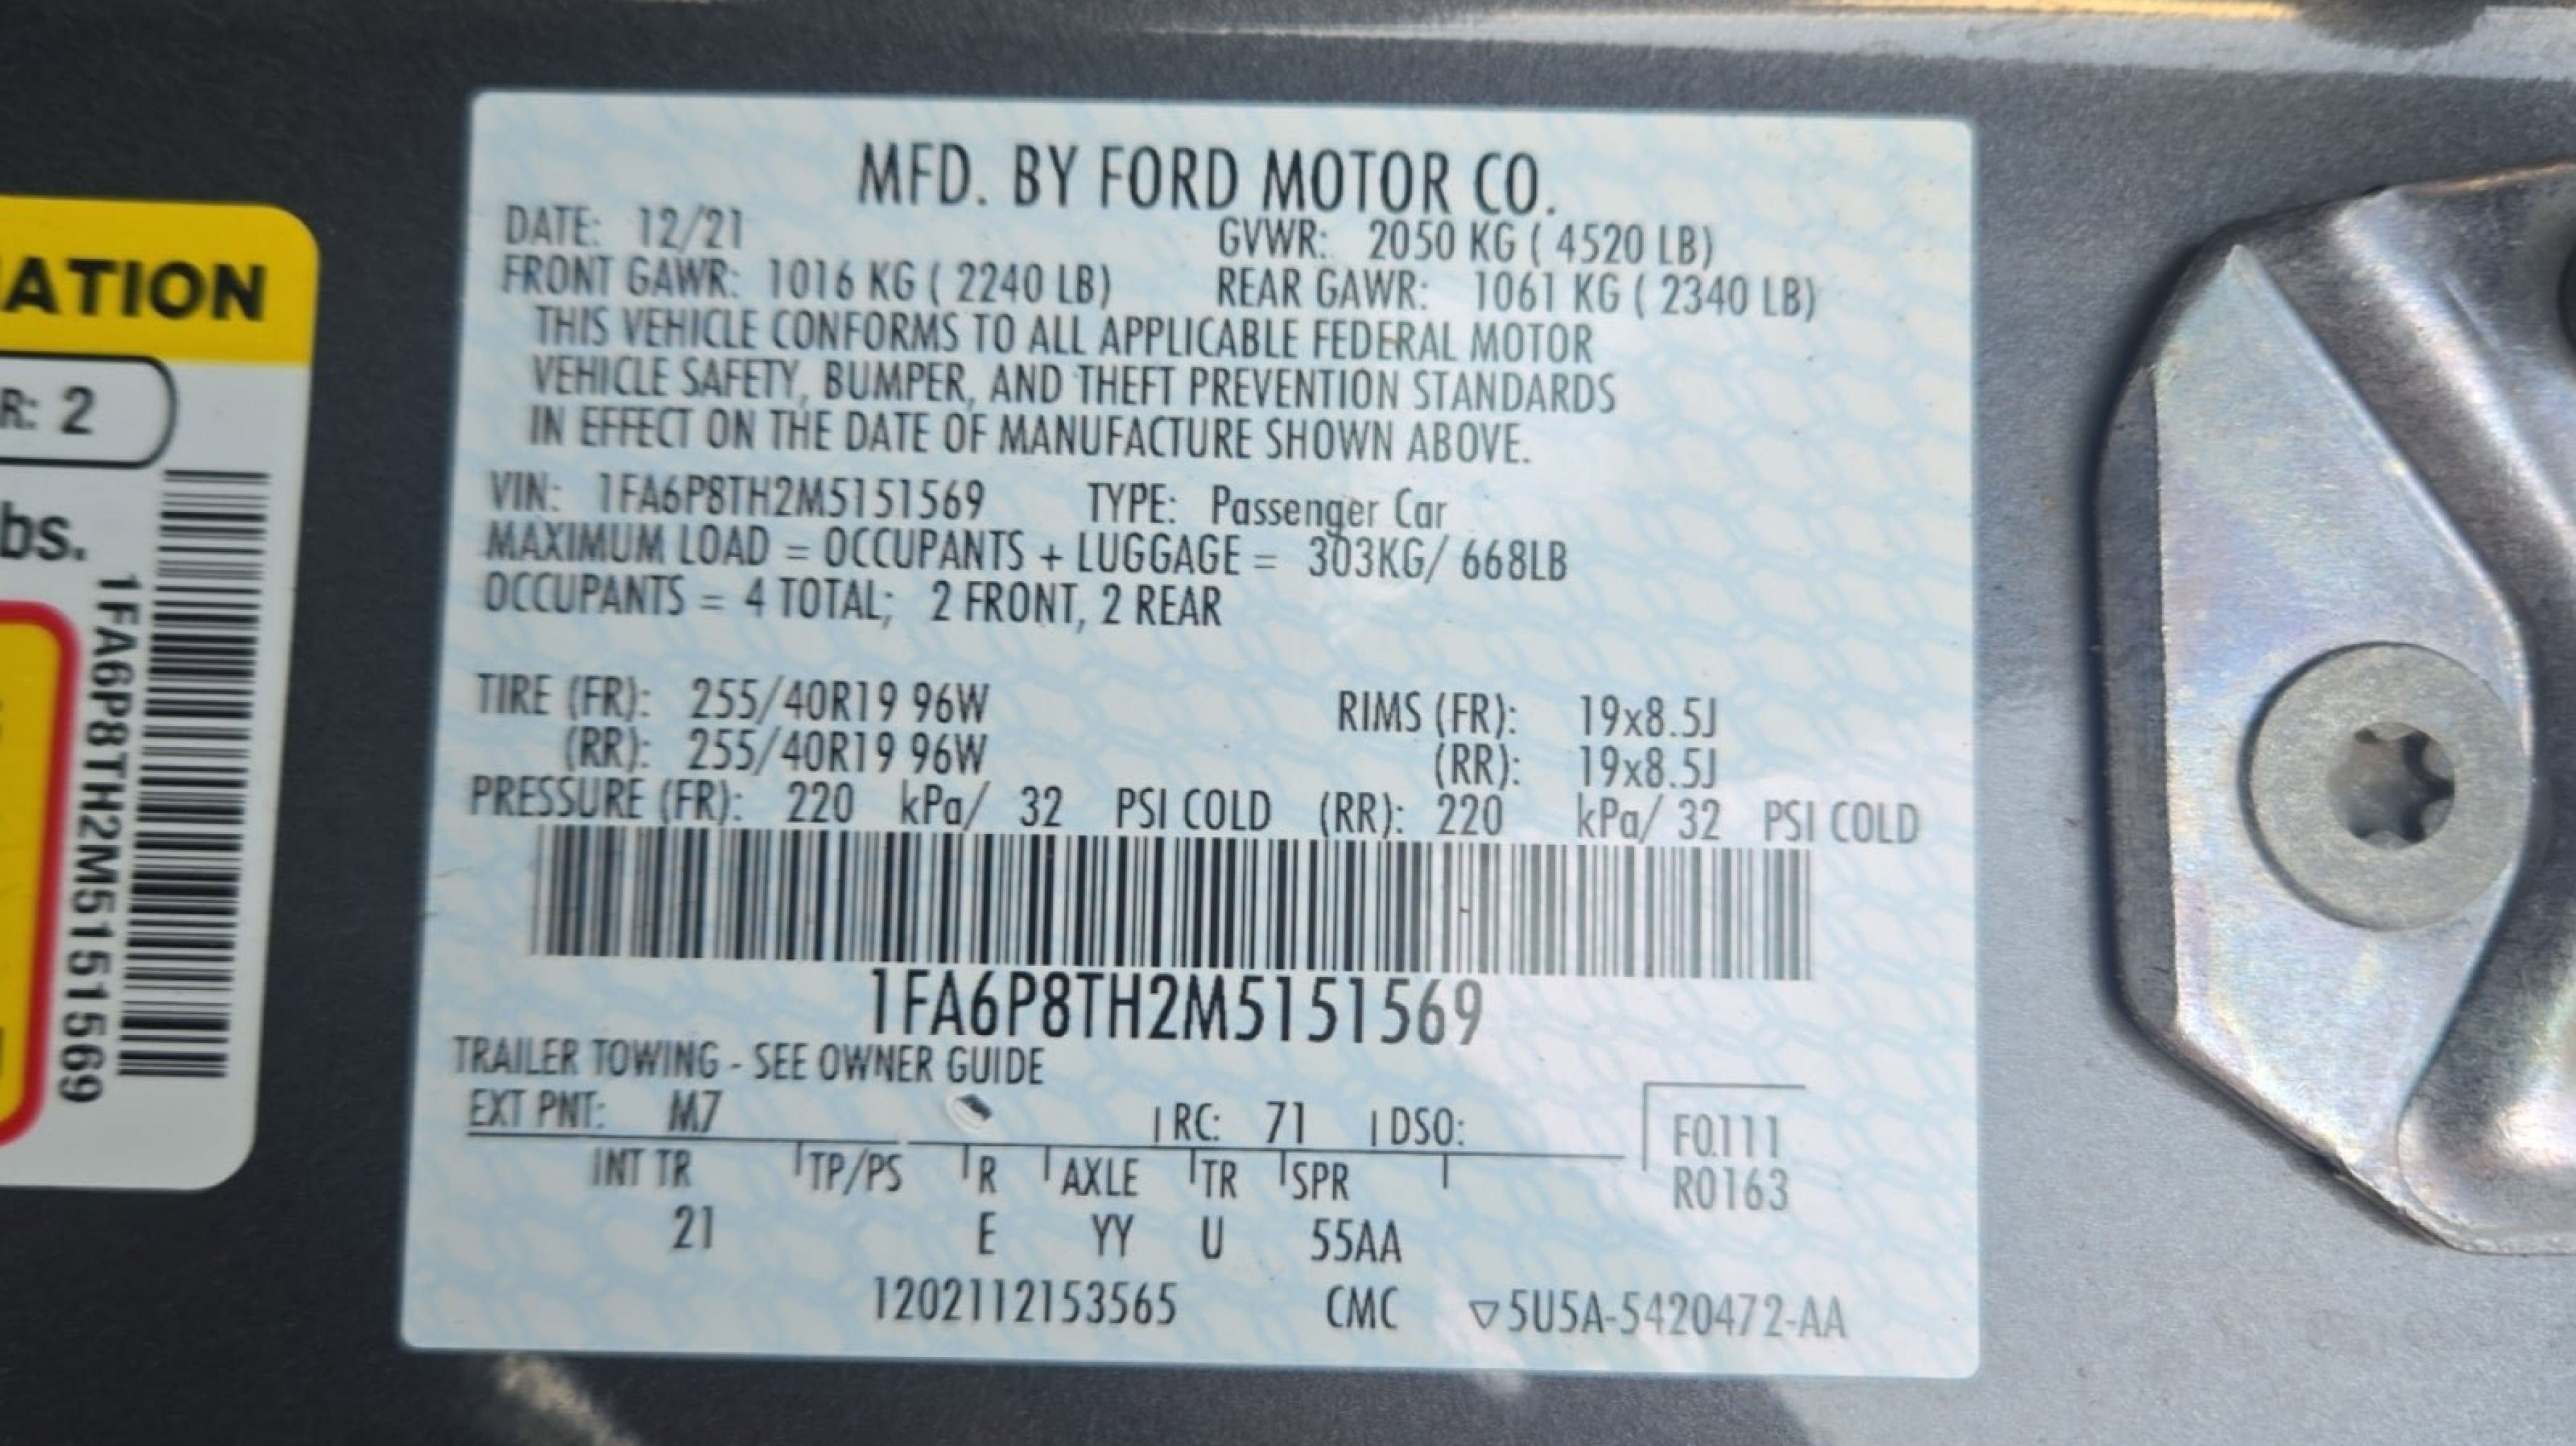 ATION
R: 2
bs.
1FA6P8TH2M5151569
MFD. BY FORD MOTOR CO.
DATE: 12/21 GVWR: 2050 KG ( 4520 LB)
FRONT GAWR: 1016 KG ( 2240 LB) REAR GAWR: 1061 KG ( 2340 LB)
THIS VEHICLE CONFORMS TO ALL APPLICABLE FEDERAL MOTOR
VEHICLE SAFETY, BUMPER, AND THEFT PREVENTION STANDARDS
IN EFFECT ON THE DATE OF MANUFACTURE SHOWN ABOVE.
VIN: 1FA6P8TH2M5151569 TYPE: Passenger Car
MAXIMUM LOAD = OCCUPANTS + LUGGAGE = 303KG/ 668LB
OCCUPANTS = 4 TOTAL; 2 FRONT, 2 REAR
TIRE (FR): 255/40R19 96W RIMS (FR): 19x8.5J
(RR): 255/40R19 96W (RR): 19x8.5J
PRESSURE (FR): 220 kPa/ 32 PSI COLD (RR): 220 kPa/ 32 PSI COLD
1FA6P8TH2M5151569
TRAILER TOWING - SEE OWNER GUIDE
EXT PNT: M7 RC: 71 DSO: F0111
INT TR TP/PS R AXLE TR SPR R0163
21 E YY U 55AA
1202112153565 CMC ▽5U5A-5420472-AA